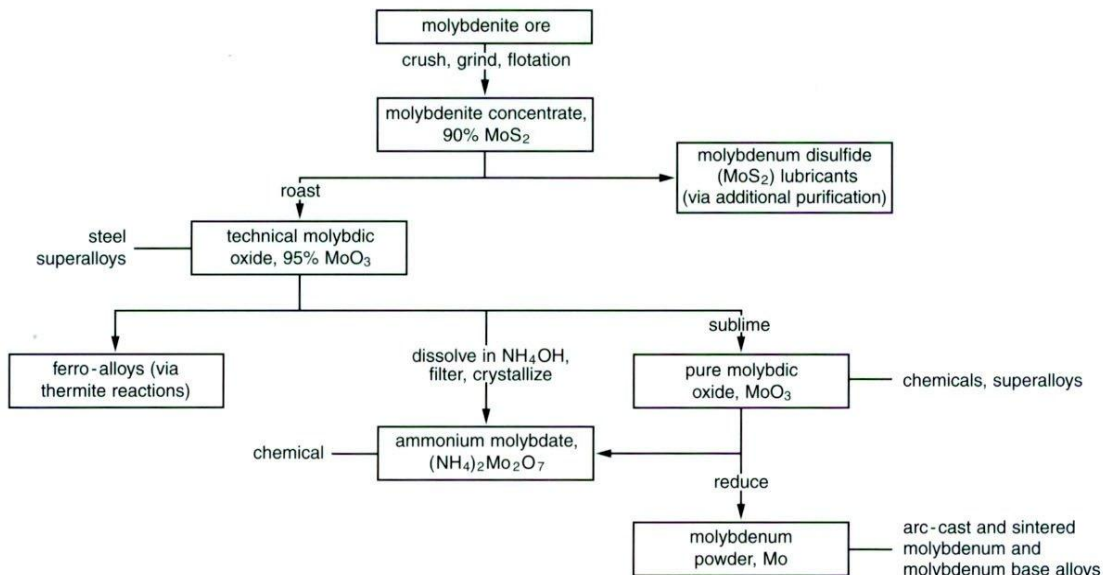 molybdenite ore
crush, grind, flotation
molybdenite concentrate,
90% MoS₂
molybdenum disulfide
(MoS₂) lubricants
(via additional purification)
roast
steel
superalloys
technical molybdic
oxide, 95% MoO₃
sublime
ferro-alloys (via
thermite reactions)
dissolve in NH₄OH,
filter, crystallize
pure molybdic
oxide, MoO₃
chemicals, superalloys
chemical
ammonium molybdate,
(NH₄)₂Mo₂O₇
reduce
molybdenum
powder, Mo
arc-cast and sintered
molybdenum and
molybdenum base alloys